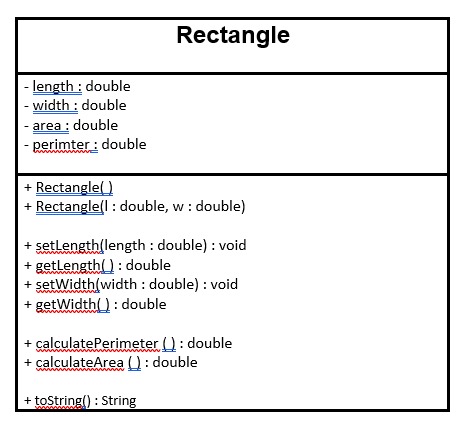 Rectangle
- length : double
- width : double
- area : double
- perimter : double
+ Rectangle( )
+ Rectangle(l : double, w : double)
+ setLength(length : double) : void
+ getLength( ) : double
+ setWidth(width : double) : void
+ getWidth( ) : double
+ calculatePerimeter ( ) : double
+ calculateArea ( ) : double
+ toString() : String